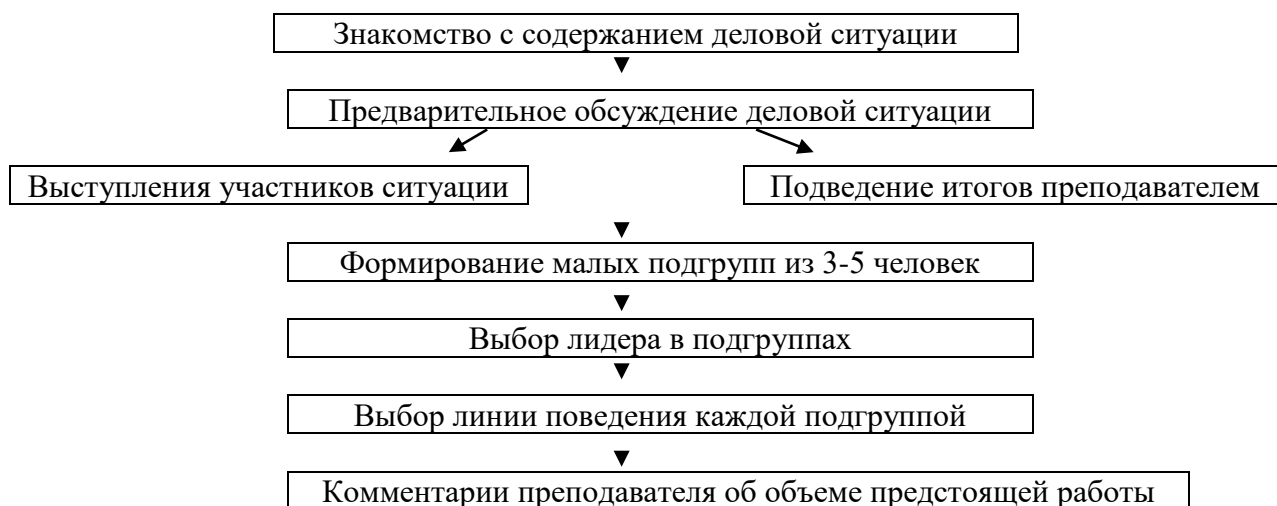 Знакомство с содержанием деловой ситуации
Предварительное обсуждение деловой ситуации
Выступления участников ситуации
Подведение итогов преподавателем
Формирование малых подгрупп из 3-5 человек
Выбор лидера в подгруппах
Выбор линии поведения каждой подгруппой
Комментарии преподавателя об объеме предстоящей работы